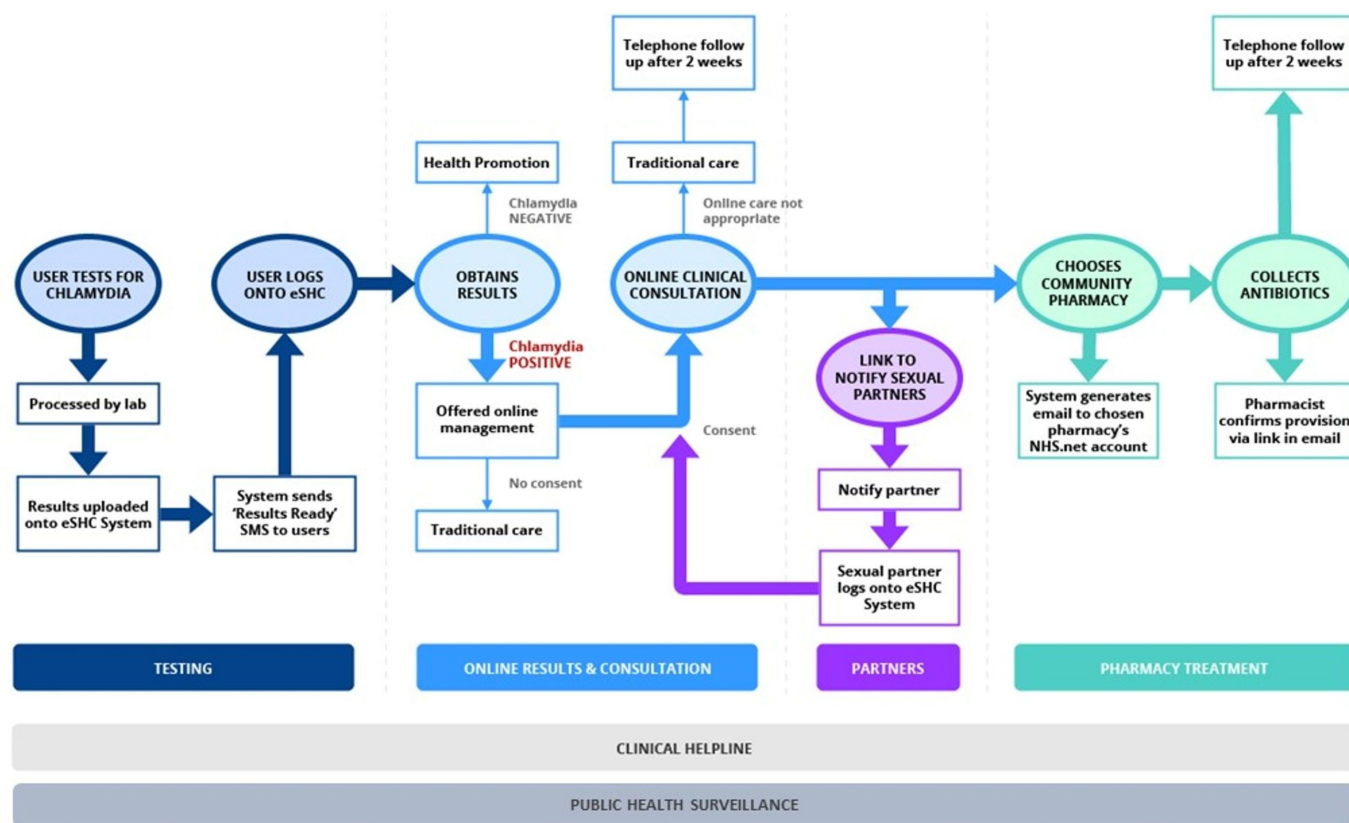 Telephone follow
up after 2 weeks
Telephone follow
up after 2 weeks
Health Promotion
Traditional care
Chlamydia
NEGATIVE
Online care not
appropriate
USER TESTS FOR
CHLAMYDIA
USER LOGS
ONTO eSHC
OBTAINS
RESULTS
ONLINE CLINICAL
CONSULTATION
CHOOSES
COMMUNITY
PHARMACY
COLLECTS
ANTIBIOTICS
Chlamydia
POSITIVE
LINK TO
NOTIFY SEXUAL
PARTNERS
Processed by lab
Offered online
management
Consent
System generates
email to chosen
pharmacy's
NHS.net account
Pharmacist
confirms provision
via link in email
No consent
Notify partner
Results uploaded
onto eSHC System
System sends
'Results Ready'
SMS to users
Traditional care
Sexual partner
logs onto eSHC
System
TESTING
ONLINE RESULTS & CONSULTATION
PARTNERS
PHARMACY TREATMENT
CLINICAL HELPLINE
PUBLIC HEALTH SURVEILLANCE